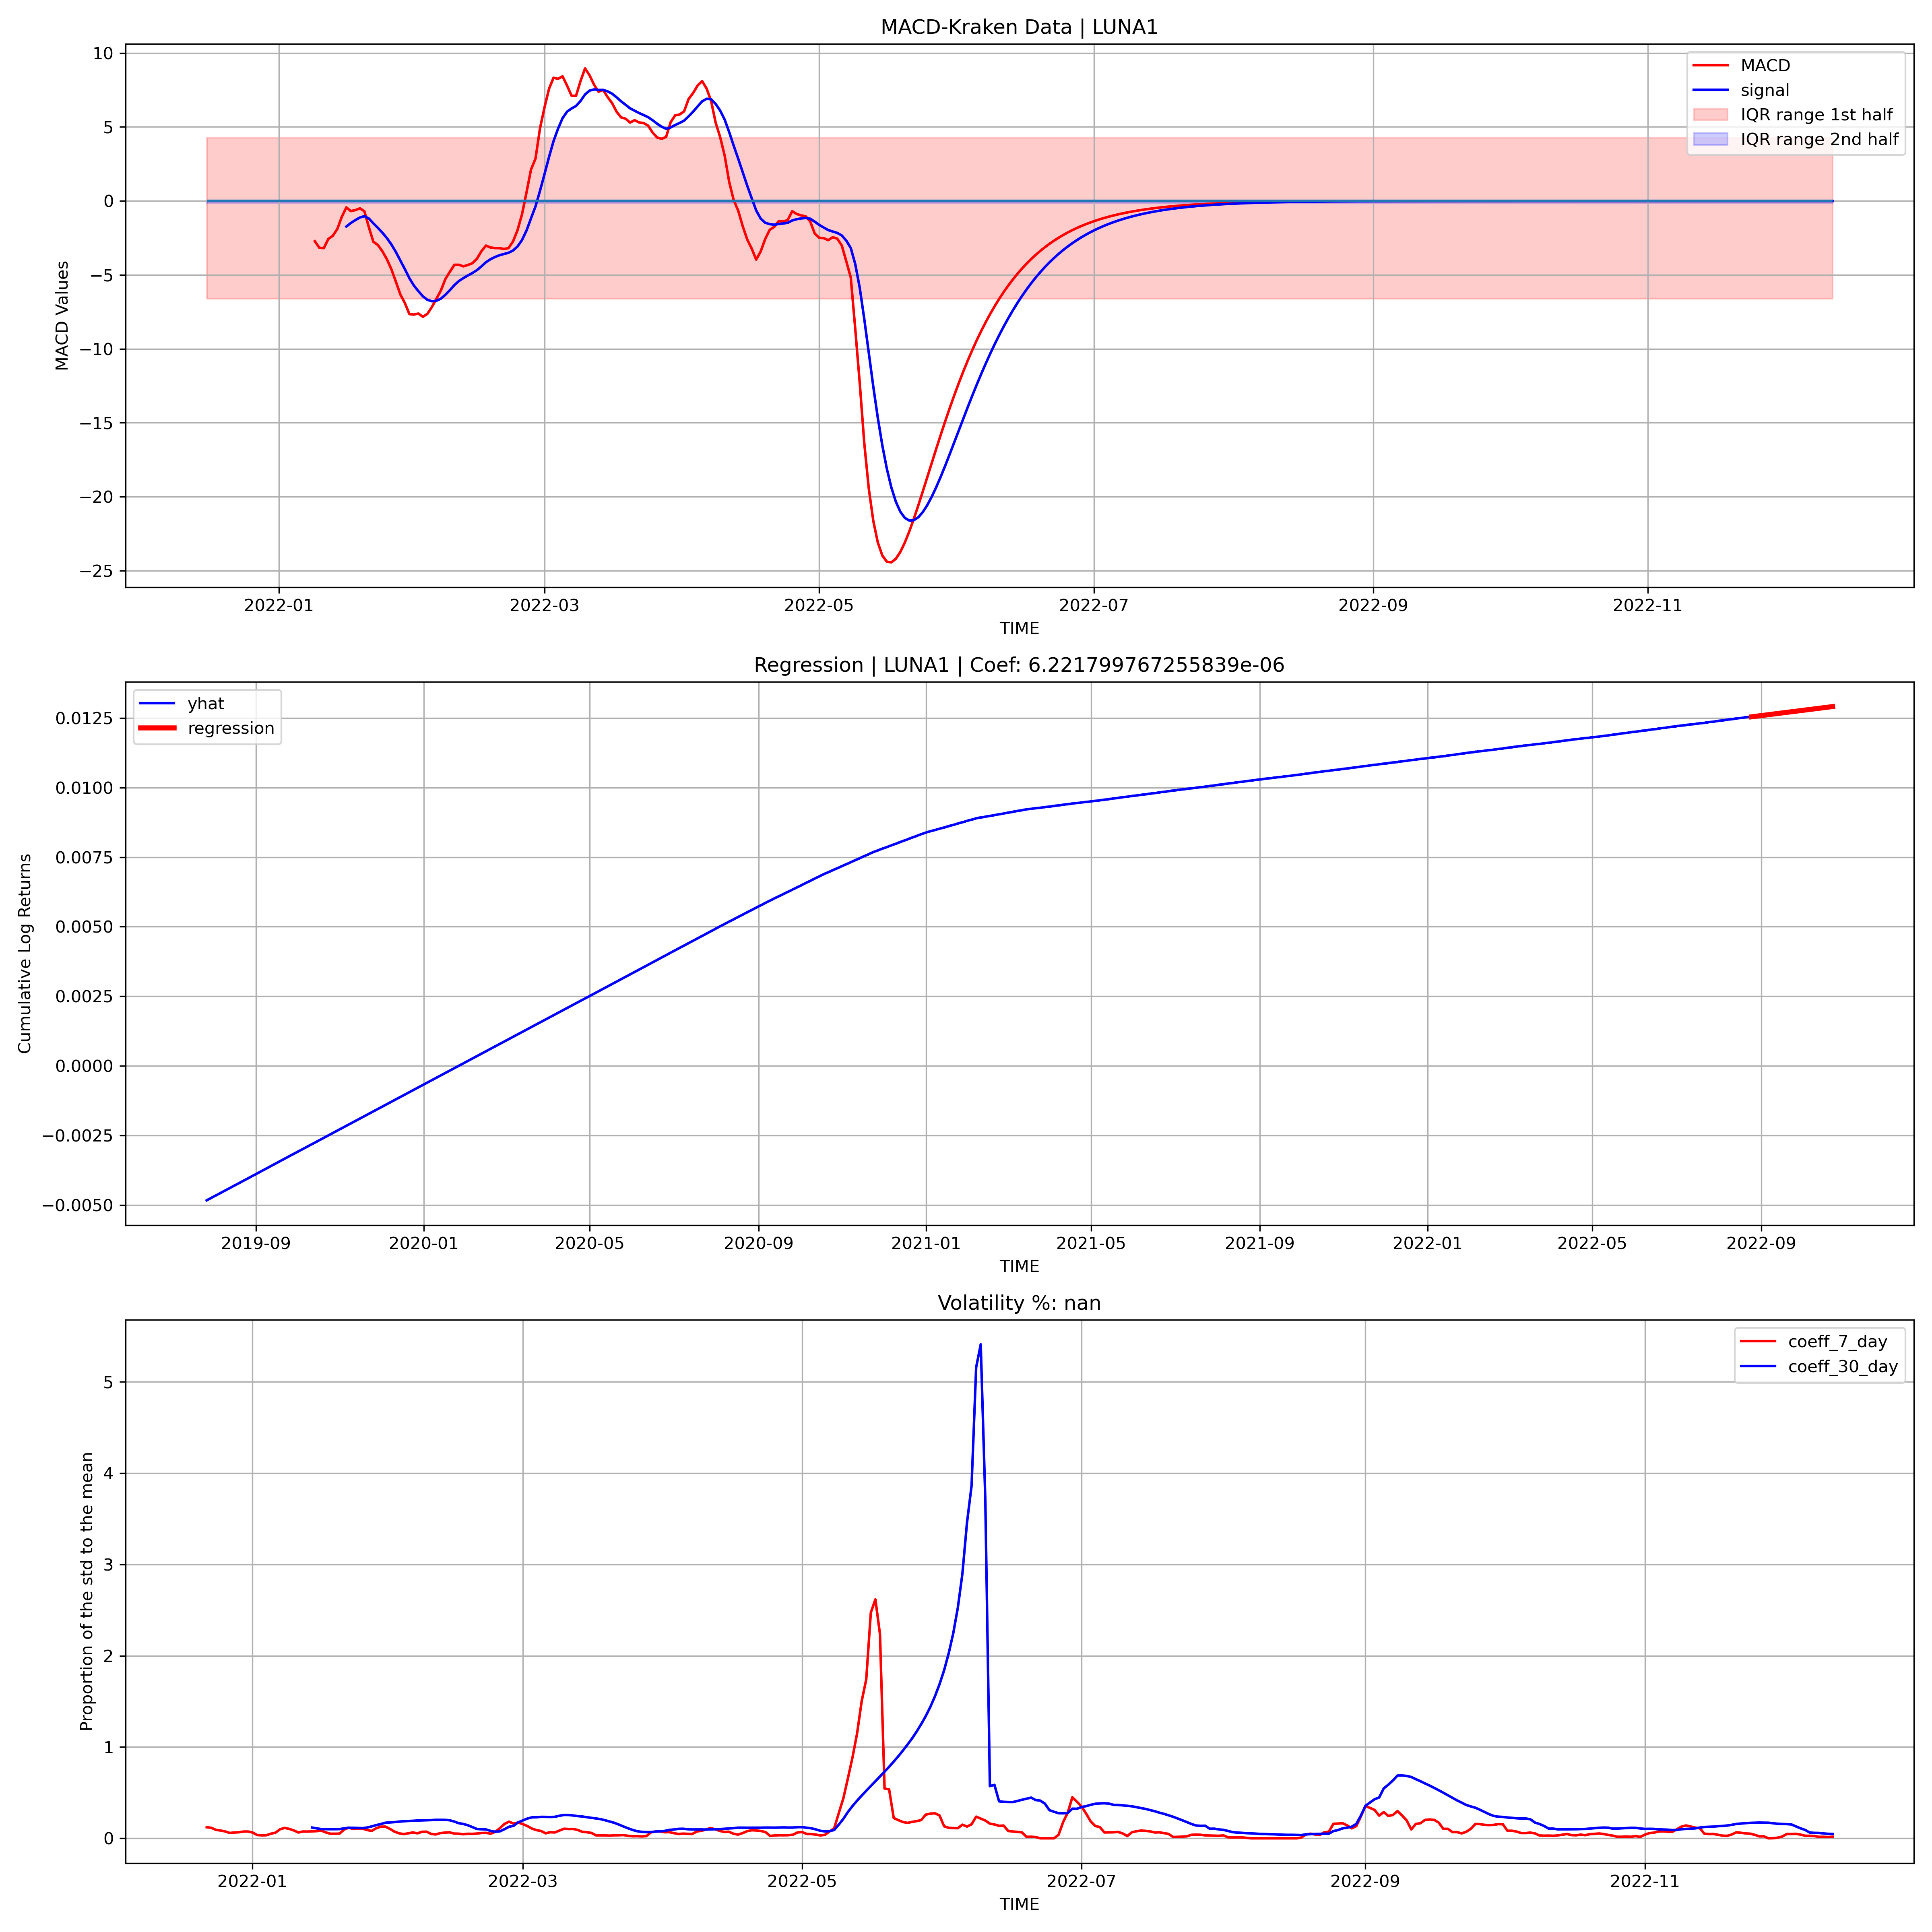 MACD-Kraken Data | LUNA1
MACD
signal
IQR range 1st half
IQR range 2nd half
10
5
0
−5
−10
−15
−20
−25
MACD Values
2022-01 2022-03 2022-05 2022-07 2022-09 2022-11
TIME
Regression | LUNA1 | Coef: 6.221799767255839e-06
yhat
regression
0.0125
0.0100
0.0075
0.0050
0.0025
0.0000
−0.0025
−0.0050
Cumulative Log Returns
2019-09 2020-01 2020-05 2020-09 2021-01 2021-05 2021-09 2022-01 2022-05 2022-09
TIME
Volatility %: nan
coeff_7_day
coeff_30_day
5
4
3
2
1
0
Proportion of the std to the mean
2022-01 2022-03 2022-05 2022-07 2022-09 2022-11
TIME